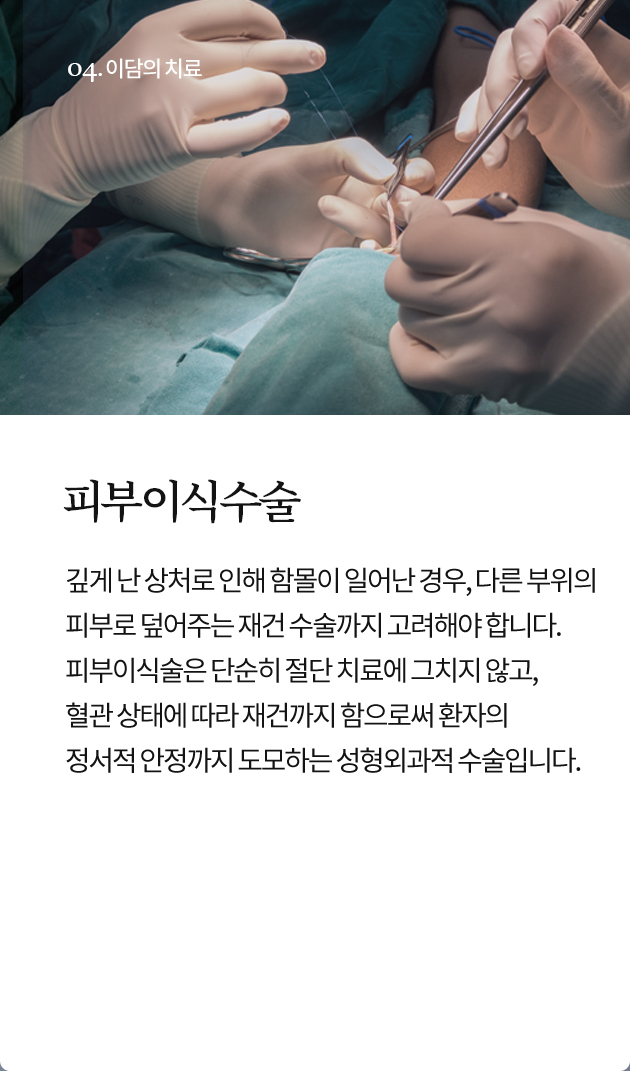 04. 이담의 치료
피부이식수술
깊게 난 상처로 인해 함몰이 일어난 경우, 다른 부위의
피부로 덮어주는 재건 수술까지 고려해야 합니다.
피부이식술은 단순히 절단 치료에 그치지 않고,
혈관 상태에 따라 재건까지 함으로써 환자의
정서적 안정까지 도모하는 성형외과적 수술입니다.